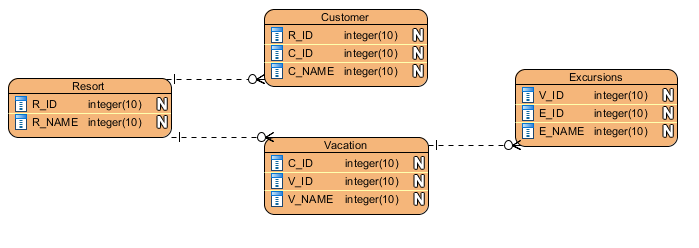 Customer
R_ID integer(10) N
C_ID integer(10) N
C_NAME integer(10) N
Resort
R_ID integer(10) N
R_NAME integer(10) N
Excursions
V_ID integer(10) N
E_ID integer(10) N
E_NAME integer(10) N
Vacation
C_ID integer(10) N
V_ID integer(10) N
V_NAME integer(10) N